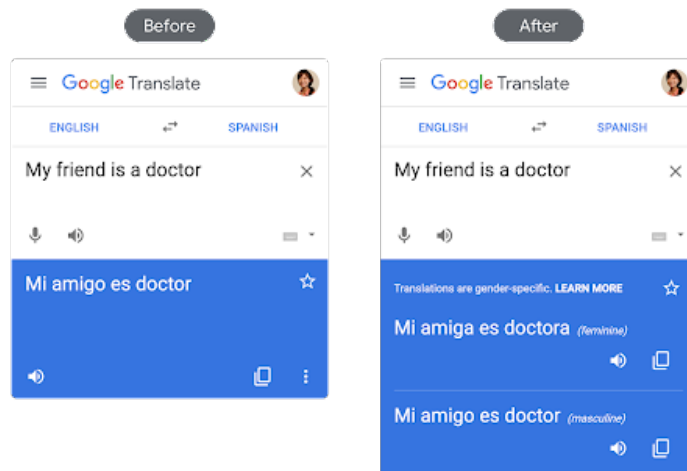 Before
Google Translate
ENGLISH
SPANISH
My friend is a doctor
Mi amigo es doctor
After
Google Translate
ENGLISH
SPANISH
My friend is a doctor
Translations are gender-specific. LEARN MORE
Mi amiga es doctora (feminine)
Mi amigo es doctor (masculine)